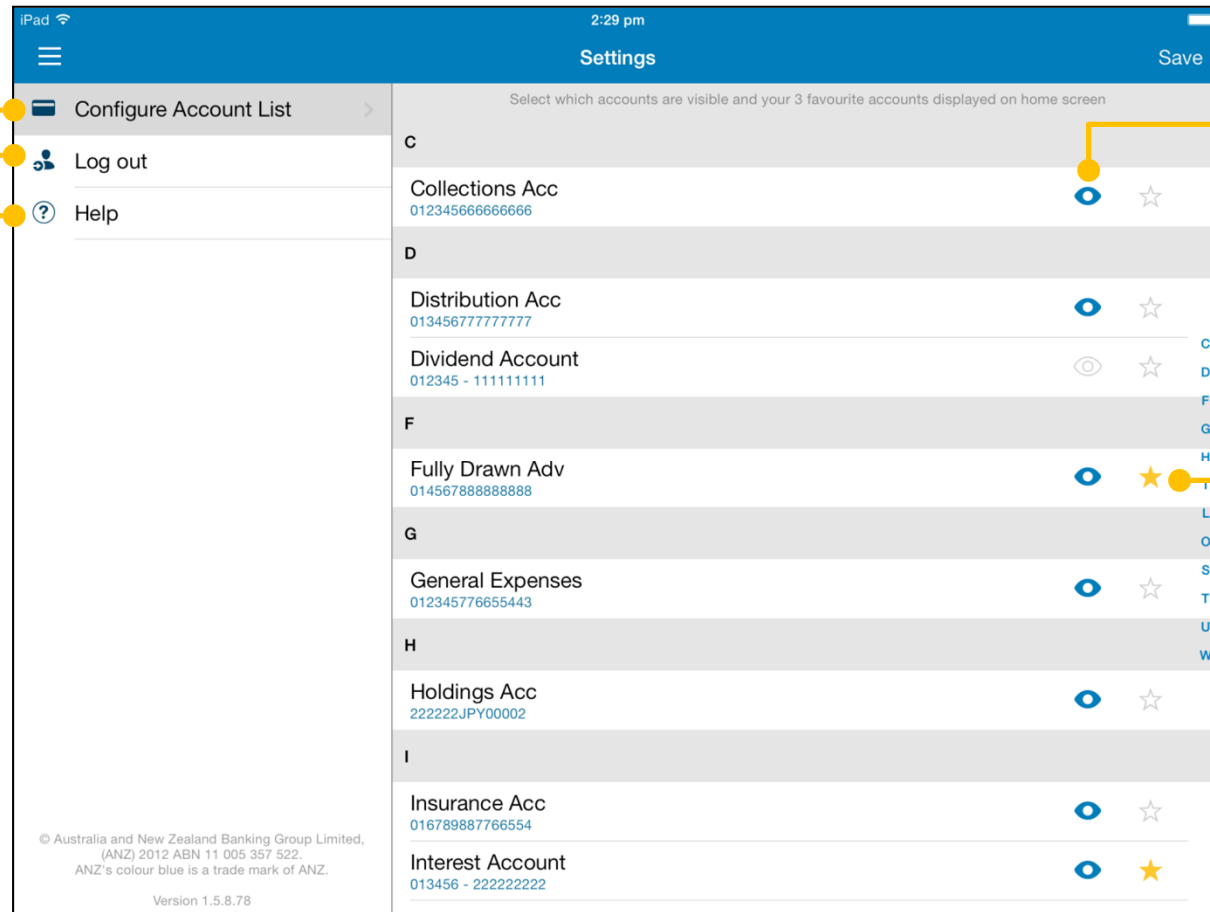 iPad
2:29 pm
Settings
Save
Configure Account List
Log out
Help
Select which accounts are visible and your 3 favourite accounts displayed on home screen
C
Collections Acc
012345666666666
D
Distribution Acc
013456777777777
Dividend Account
012345 - 111111111
F
Fully Drawn Adv
014567888888888
G
General Expenses
012345776655443
H
Holdings Acc
222222JPY00002
I
Insurance Acc
016789887766554
Interest Account
013456 - 222222222
C
D
F
G
H
I
L
O
S
T
U
W
© Australia and New Zealand Banking Group Limited,
(ANZ) 2012 ABN 11 005 357 522.
ANZ's colour blue is a trade mark of ANZ.
Version 1.5.8.78